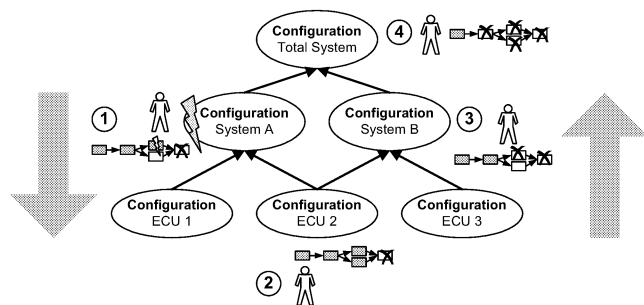 Configuration
Total System
4
1
Configuration
System A
Configuration
System B
3
Configuration
ECU 1
Configuration
ECU 2
Configuration
ECU 3
2